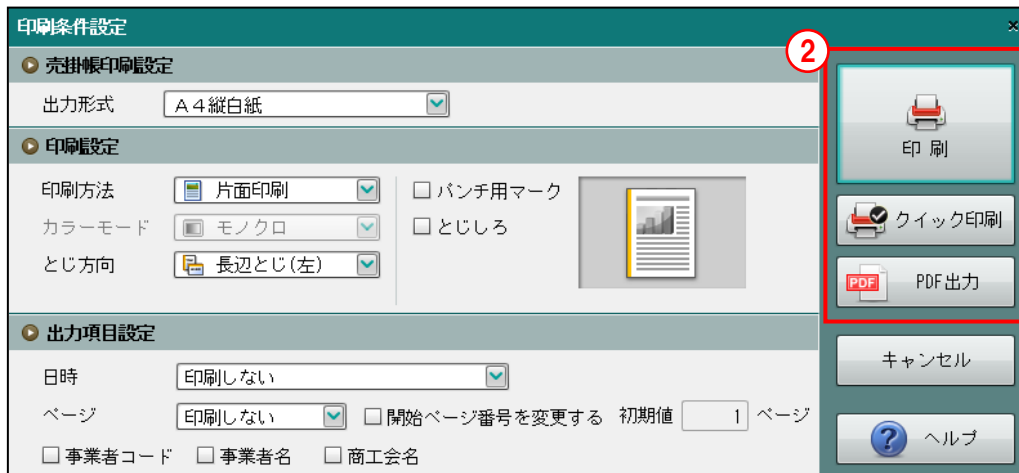 印刷条件設定
×
売掛帳印刷設定
出力形式 A4縦白紙
印刷設定
印刷方法 片面印刷 パンチ用マーク
カラーモード モノクロ とじしろ
とじ方向 長辺とじ(左)
出力項目設定
日時 印刷しない
ページ 印刷しない 開始ページ番号を変更する 初期値 1 ページ
事業者コード 事業者名 商工会名
2
印 刷
クイック印刷
PDF PDF出力
キャンセル
? ヘルプ